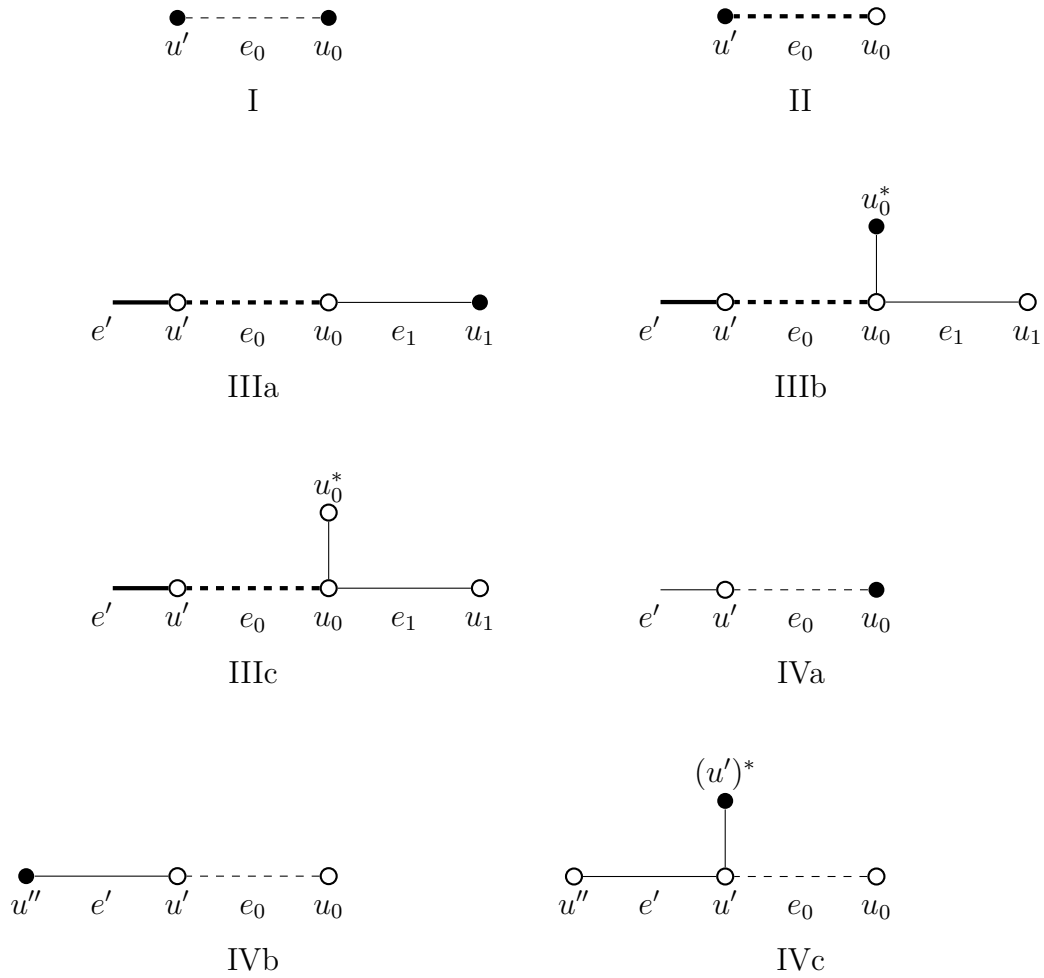 u′ e₀ u₀ u′ e₀ u₀
I II
u₀*
e′ u′ e₀ u₀ e₁ u₁ e′ u′ e₀ u₀ e₁ u₁
IIIa IIIb
u₀*
e′ u′ e₀ u₀ e₁ u₁ e′ u′ e₀ u₀
IIIc IVa
(u′)*
u″ e′ u′ e₀ u₀ u″ e′ u′ e₀ u₀
IVb IVc